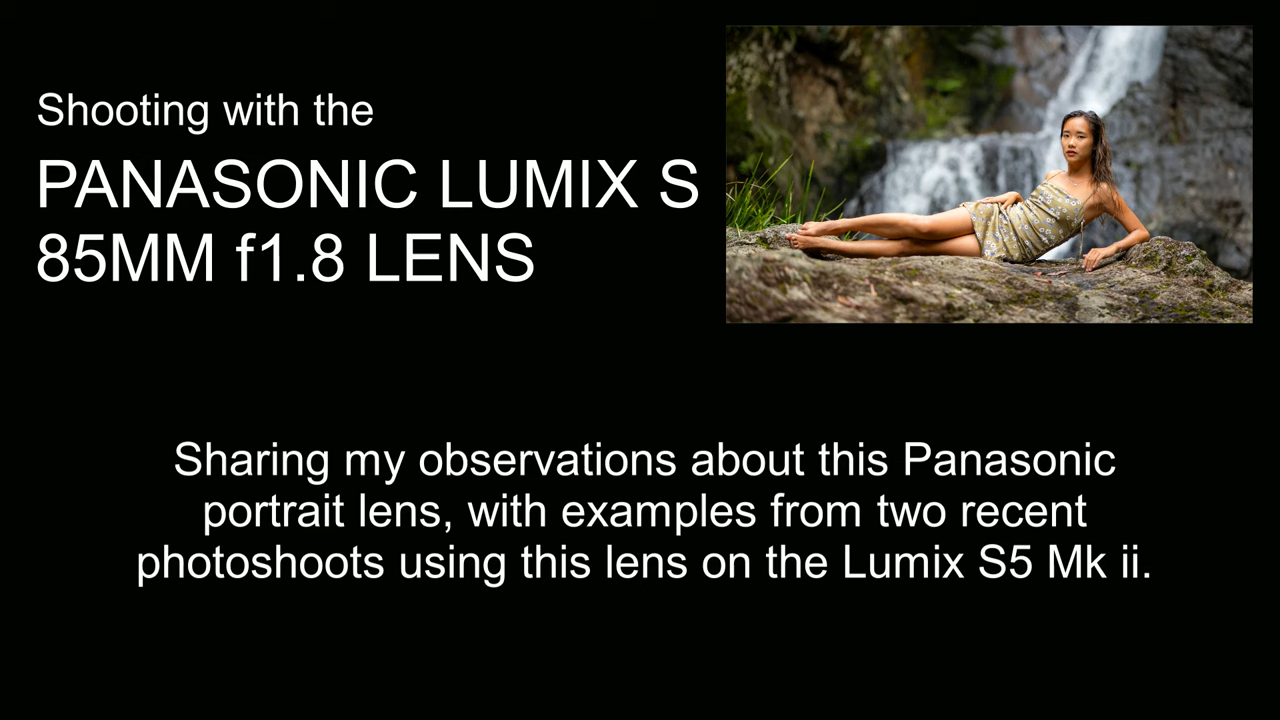 Shooting with the
PANASONIC LUMIX S
85MM f1.8 LENS
Sharing my observations about this Panasonic
portrait lens, with examples from two recent
photoshoots using this lens on the Lumix S5 Mk ii.